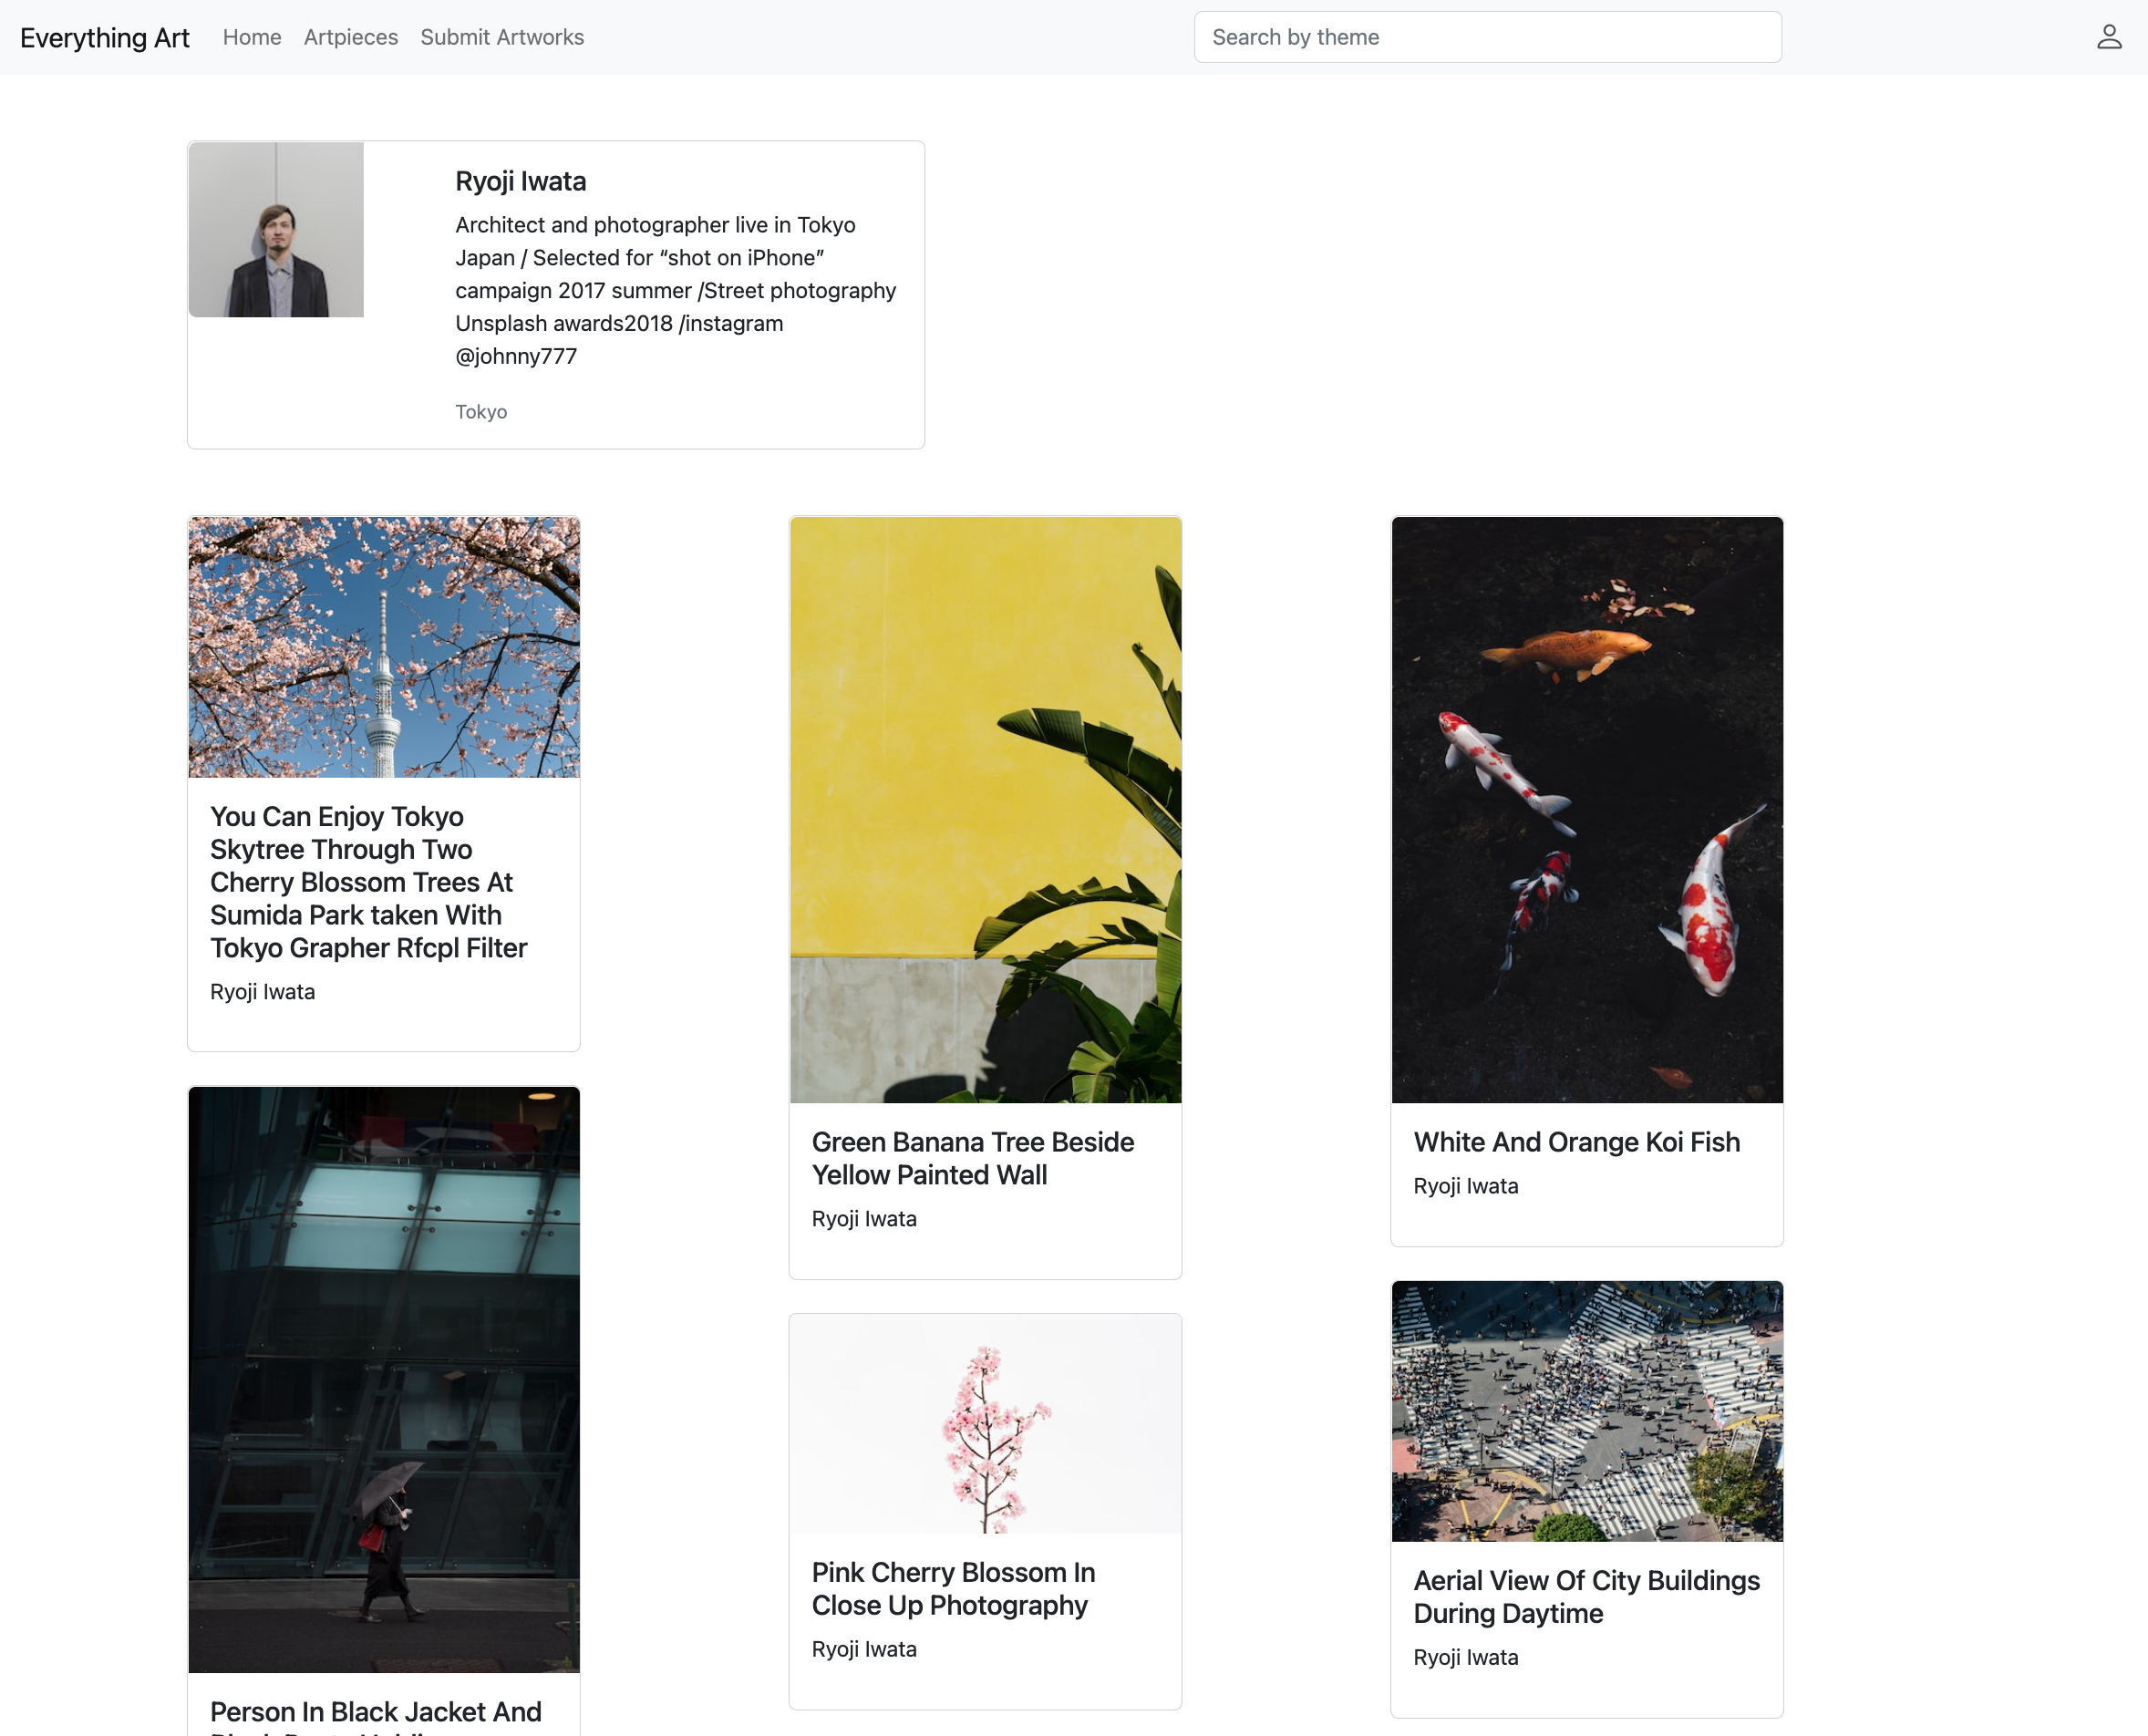 Everything Art Home Artpieces Submit Artworks Search by theme
Ryoji Iwata
Architect and photographer live in Tokyo
Japan / Selected for “shot on iPhone”
campaign 2017 summer /Street photography
Unsplash awards2018 /instagram
@johnny777
Tokyo
You Can Enjoy Tokyo
Skytree Through Two
Cherry Blossom Trees At
Sumida Park taken With
Tokyo Grapher Rfcpl Filter
Ryoji Iwata
Person In Black Jacket And
Green Banana Tree Beside
Yellow Painted Wall
Ryoji Iwata
Pink Cherry Blossom In
Close Up Photography
Ryoji Iwata
White And Orange Koi Fish
Ryoji Iwata
Aerial View Of City Buildings
During Daytime
Ryoji Iwata